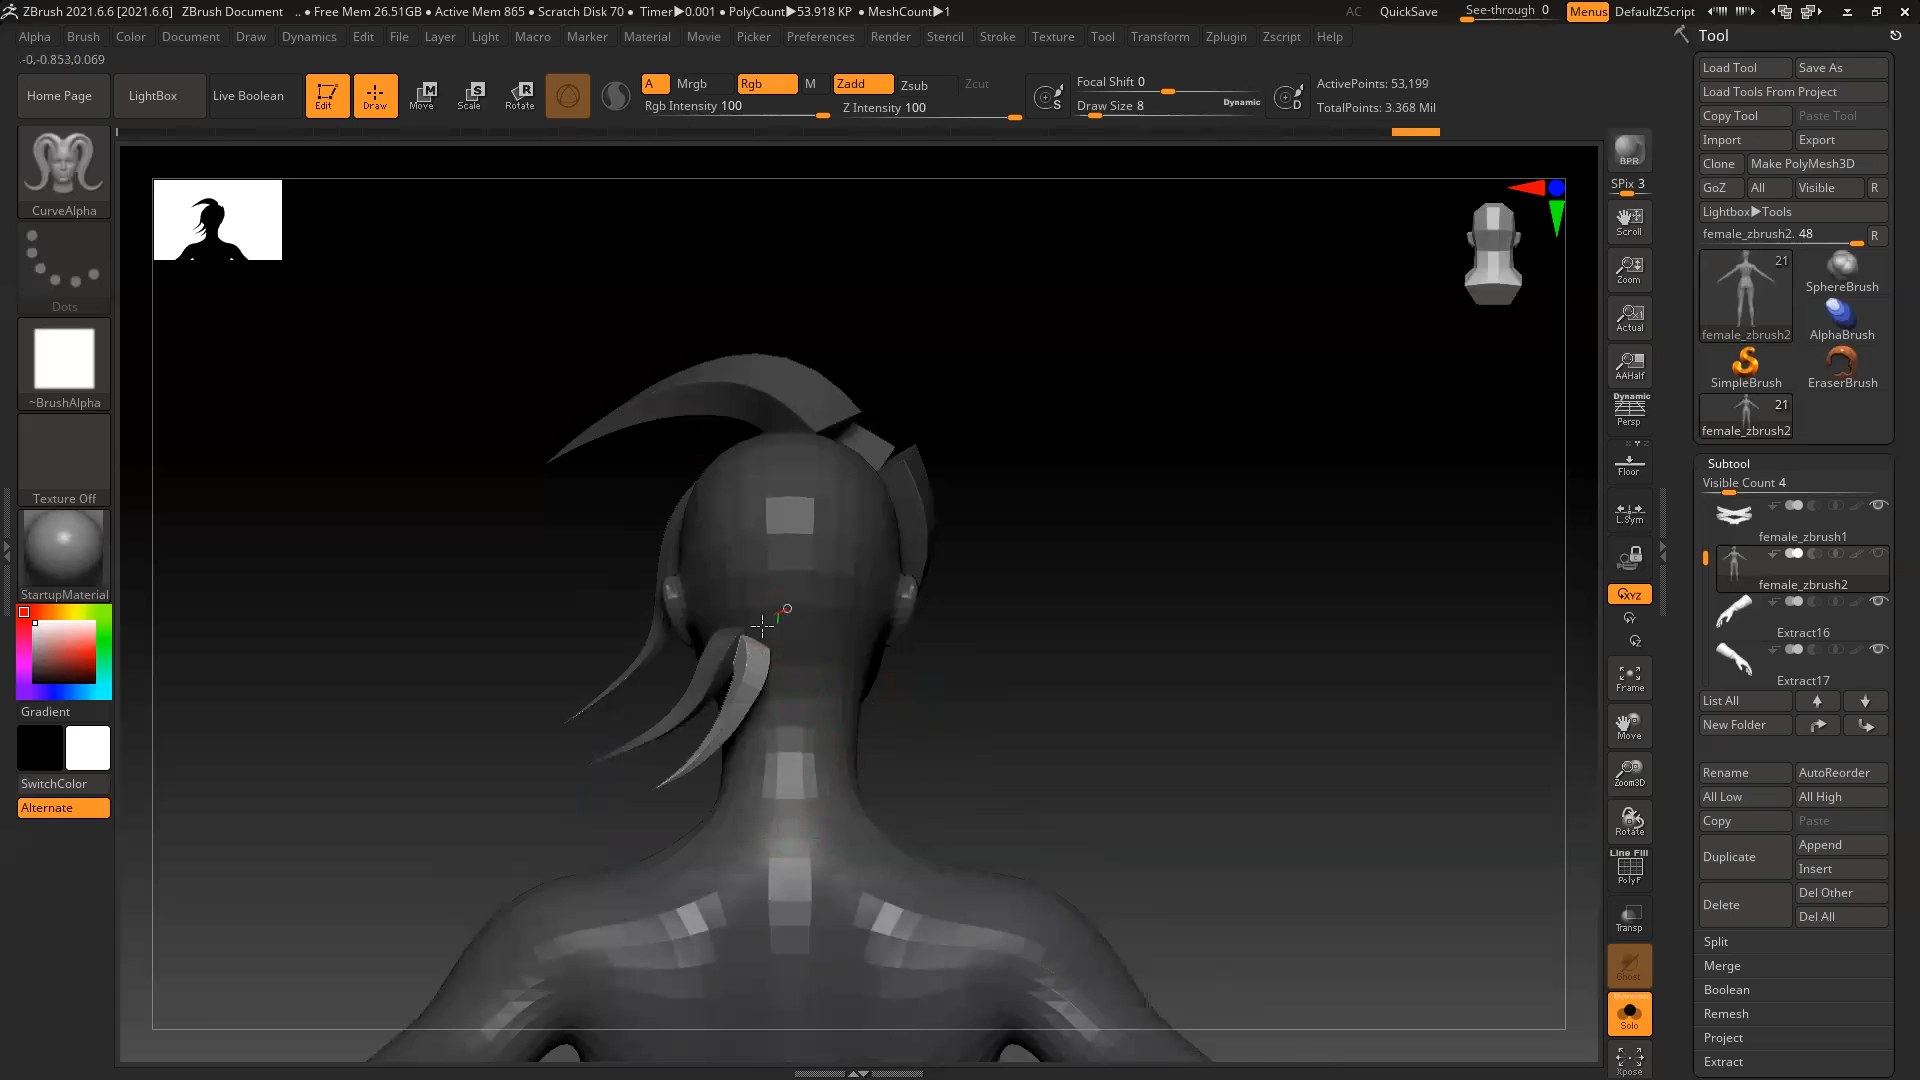 ZBrush 2021.6.6 [2021.6.6] ZBrush Document .. • Free Mem 26.51GB • Active Mem 865 • Scratch Disk 70 • Timer▶0.001 • PolyCount▶53.918 KP • MeshCount▶1 AC QuickSave See-through 0 Menus DefaultZScript
Alpha Brush Color Document Draw Dynamics Edit File Layer Light Macro Marker Material Movie Picker Preferences Render Stencil Stroke Texture Tool Transform Zplugin Zscript Help
-0,-0.853,0.069
Home Page LightBox Live Boolean Edit Draw Move Scale Rotate
A Mrgb Rgb M Zadd Zsub Zcut
Rgb Intensity 100 Z Intensity 100
Focal Shift 0
Draw Size 8 Dynamic
ActivePoints: 53,199
TotalPoints: 3.368 Mil
CurveAlpha
Dots
~BrushAlpha
Texture Off
StartupMaterial
Gradient
SwitchColor
Alternate
BPR
SPix 3
Scroll
Zoom
Actual
AAHalf
Dynamic
Persp
Floor
L.Sym
XYZ
Y
Z
Frame
Move
Zoom3D
Rotate
Line Fill
PolyF
Transp
Ghost
Dynamic
Solo
Xpose
Tool
Load Tool Save As
Load Tools From Project
Copy Tool Paste Tool
Import Export
Clone Make PolyMesh3D
GoZ All Visible R
Lightbox▶Tools
female_zbrush2. 48 R
21
female_zbrush2
SphereBrush
AlphaBrush
SimpleBrush
EraserBrush
21
female_zbrush2
Subtool
Visible Count 4
female_zbrush1
female_zbrush2
Extract16
Extract17
List All
New Folder
Rename AutoReorder
All Low All High
Copy Paste
Duplicate Append
Insert
Delete Del Other
Del All
Split
Merge
Boolean
Remesh
Project
Extract